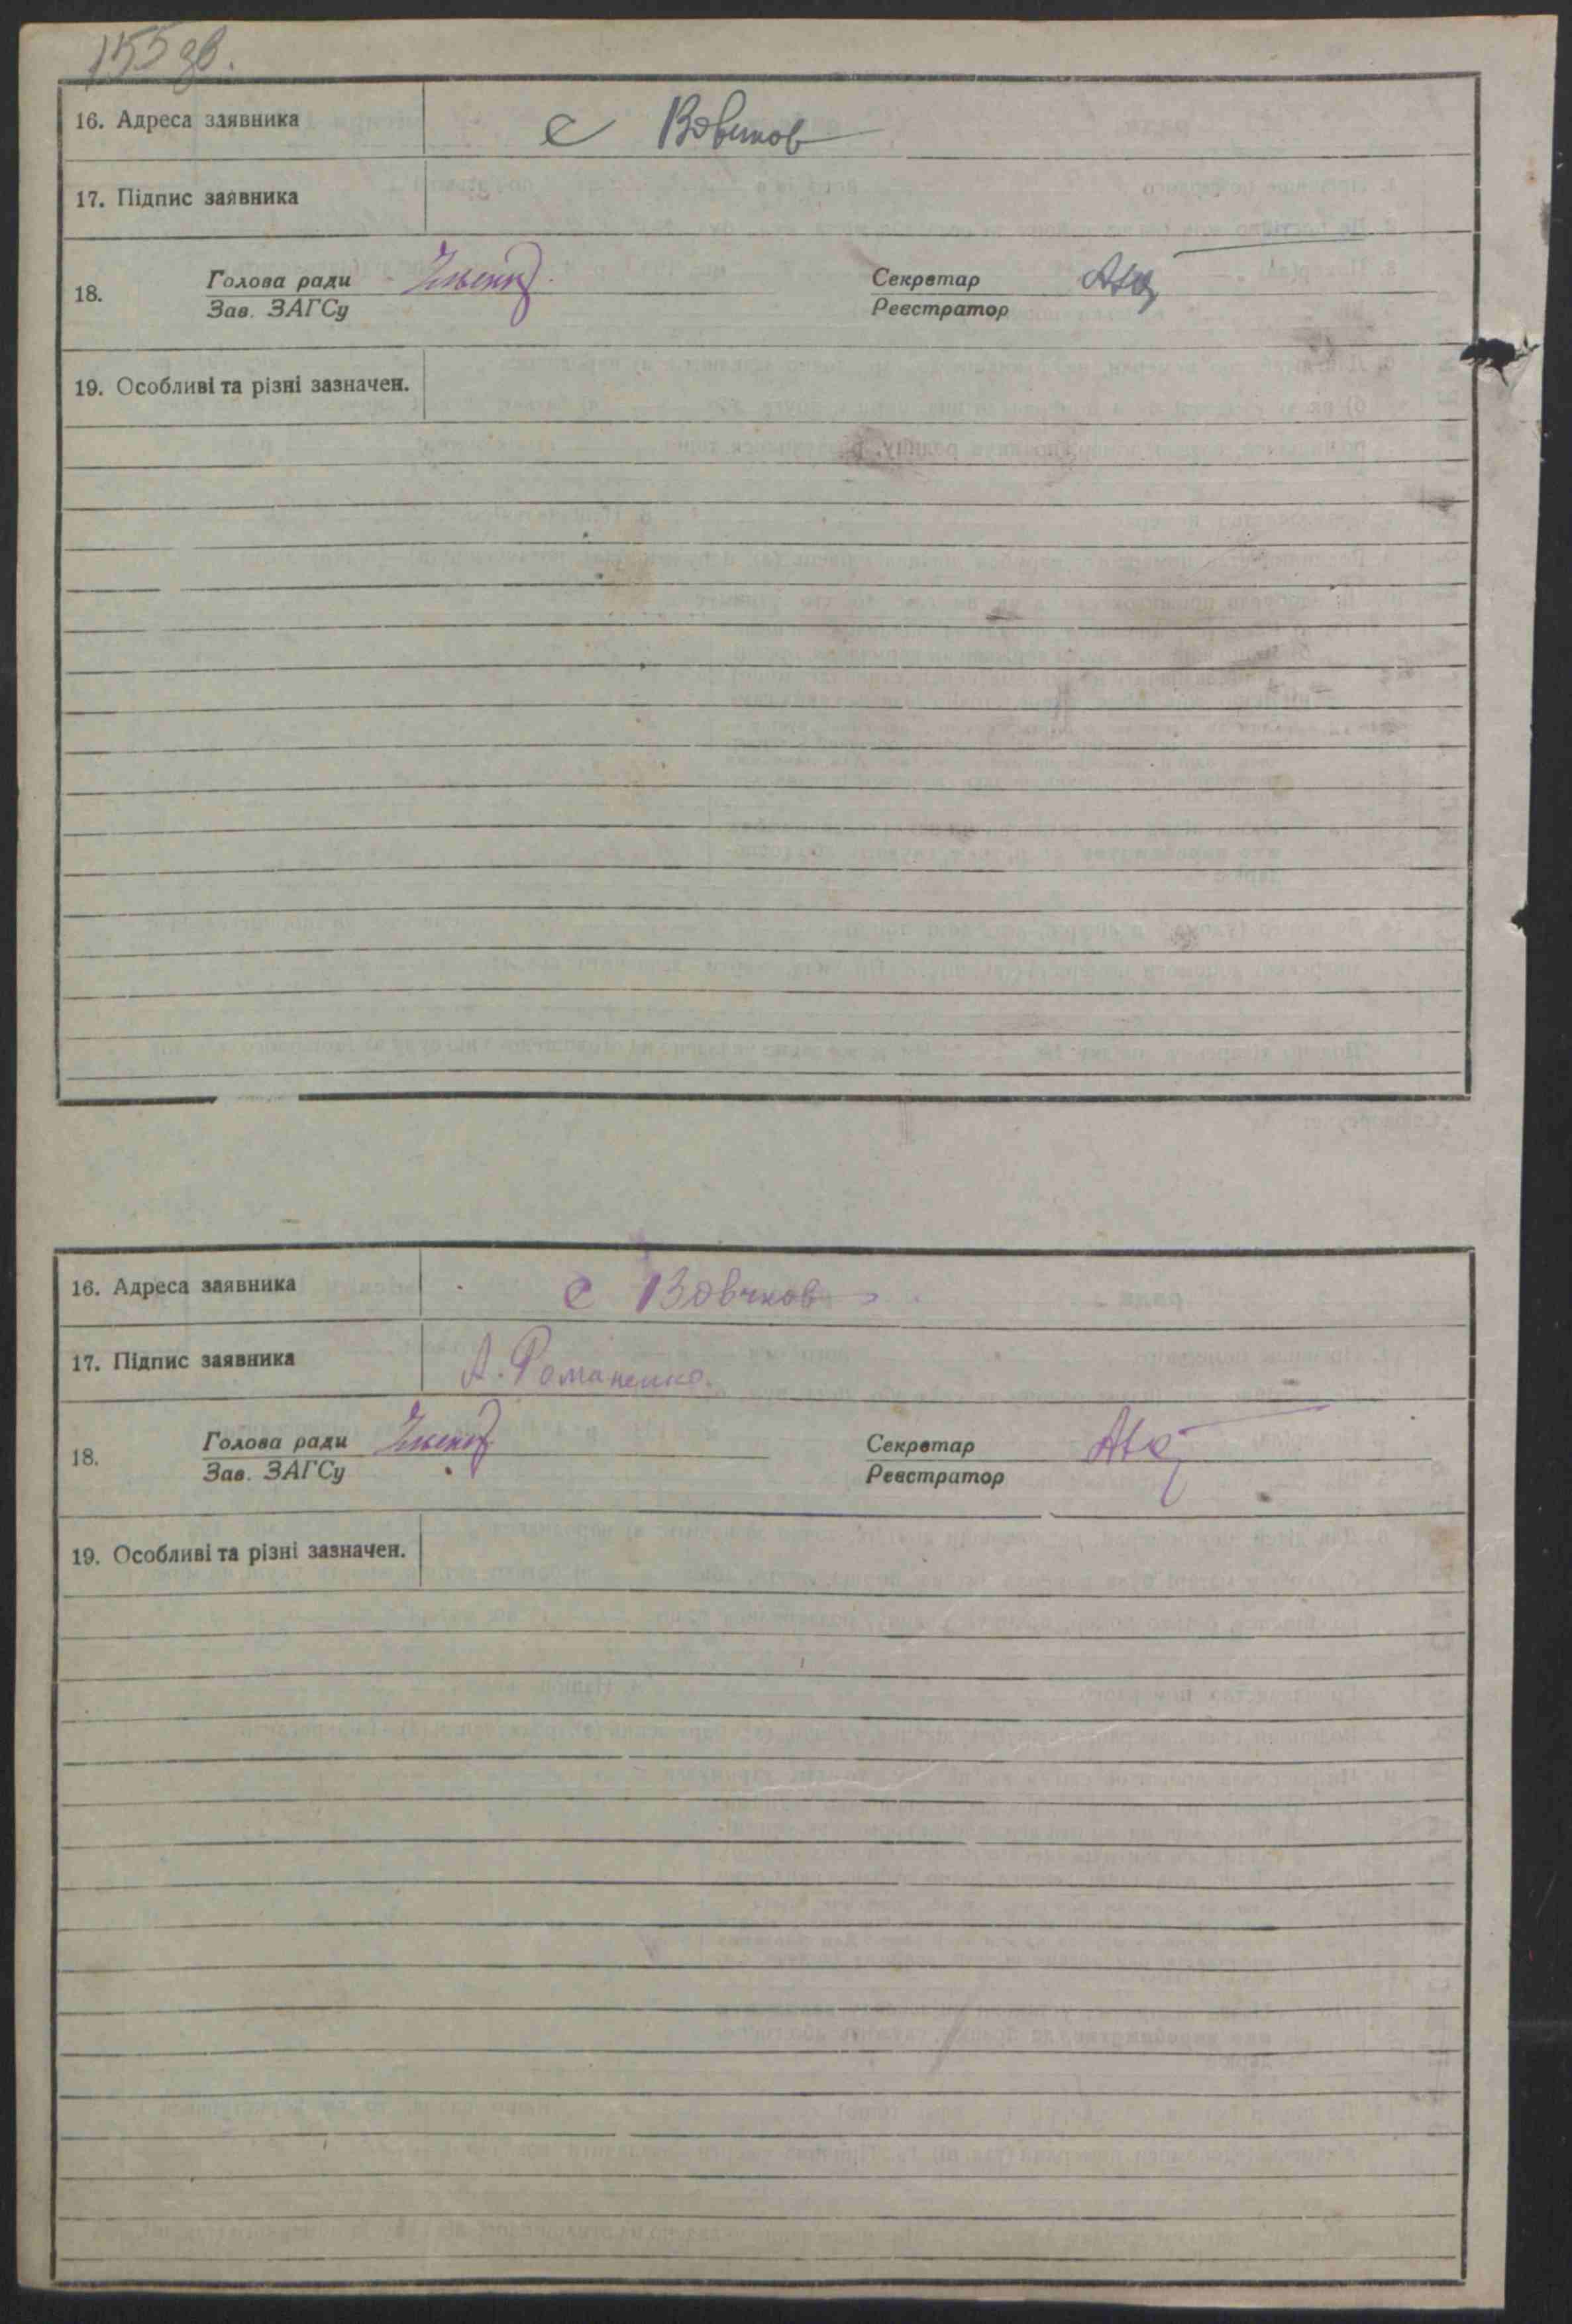 155 зв.
16. Адреса заявника с Вовчков
17. Підпис заявника
18. Голова ради Секретар
Зав. ЗАГСу Реєстратор
19. Особливі та різні зазначен.
16. Адреса заявника с Вовчков
17. Підпис заявника А. Романенко.
18. Голова ради Секретар
Зав. ЗАГСу Реєстратор
19. Особливі та різні зазначен.